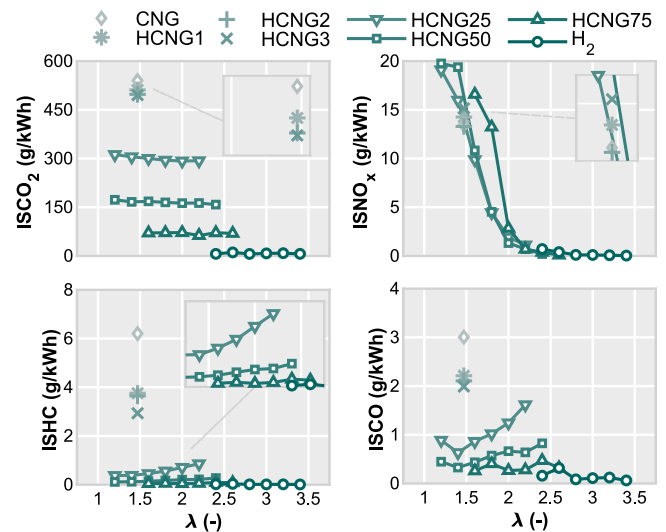 CNG HCNG2 HCNG25 HCNG75
HCNG1 HCNG3 HCNG50 H2
600
450
300
150
0
ISCO2 (g/kWh)
20
15
10
5
0
ISNOx (g/kWh)
8
6
4
2
0
ISHC (g/kWh)
1 1.5 2 2.5 3 3.5
λ (-)
4
3
2
1
0
ISCO (g/kWh)
1 1.5 2 2.5 3 3.5
λ (-)